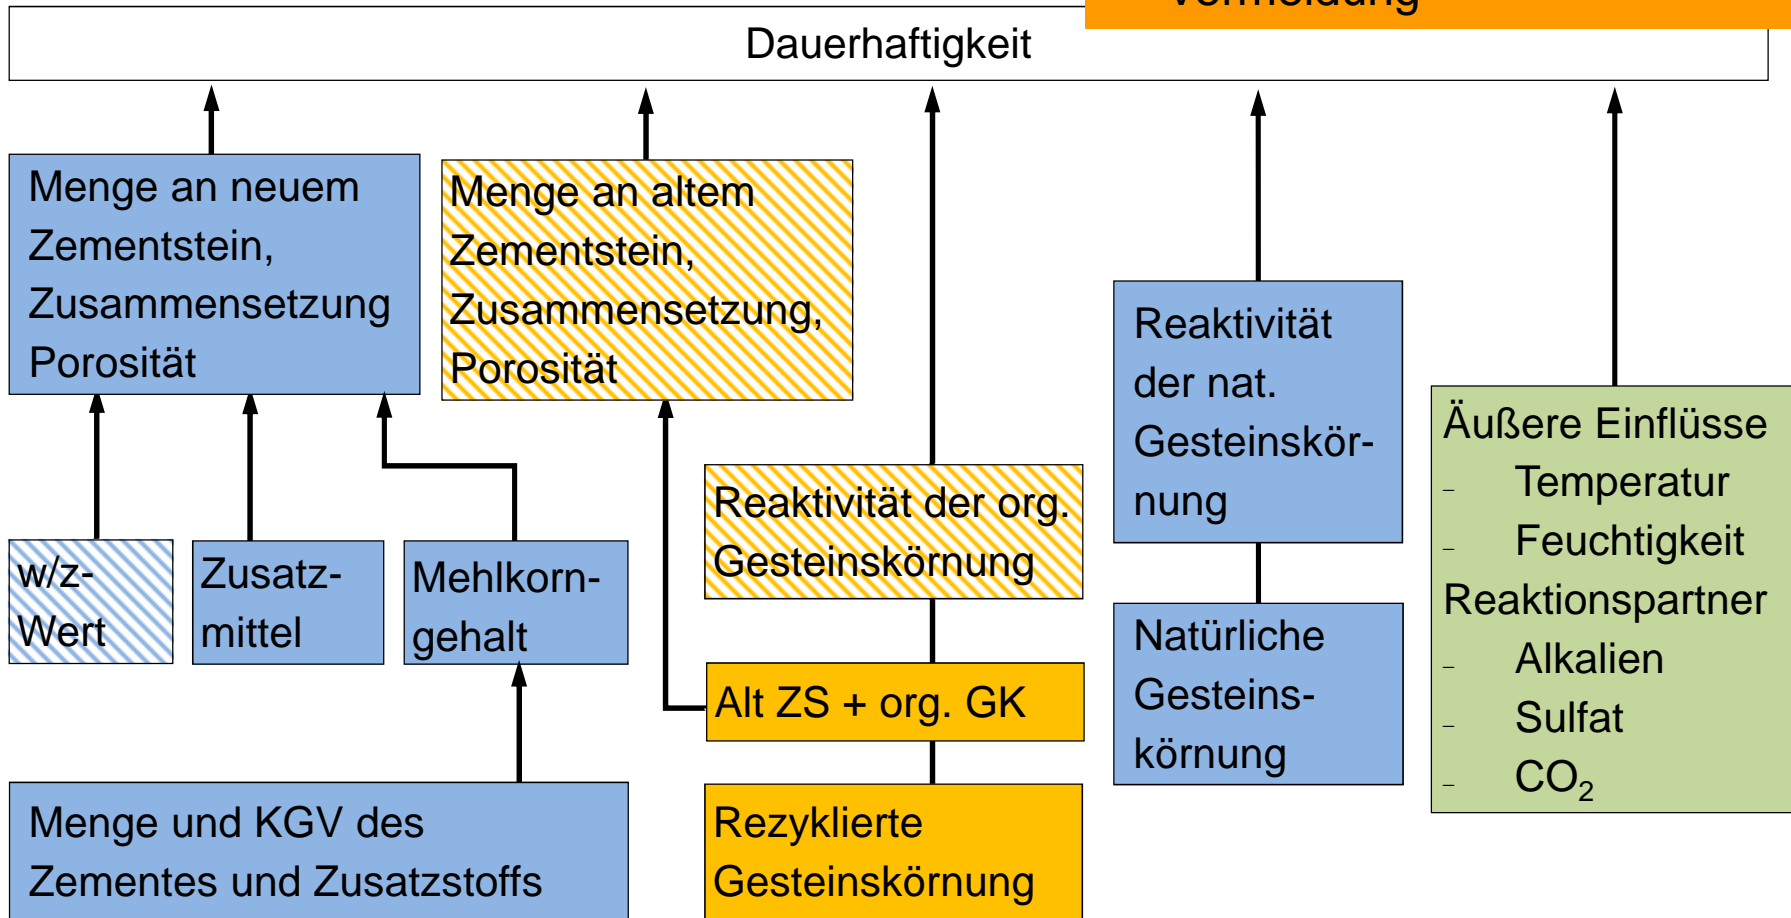 Dauerhaftigkeit
Menge an neuem
Zementstein,
Zusammensetzung
Porosität
Menge an altem
Zementstein,
Zusammensetzung,
Porosität
Reaktivität
der nat.
Gesteinskör-
nung
Äußere Einflüsse
– Temperatur
– Feuchtigkeit
Reaktionspartner
– Alkalien
– Sulfat
– CO₂
Reaktivität der org.
Gesteinskörnung
w/z-
Wert
Zusatz-
mittel
Mehlkorn-
gehalt
Natürliche
Gesteins-
körnung
Alt ZS + org. GK
Menge und KGV des
Zementes und Zusatzstoffs
Rezyklierte
Gesteinskörnung